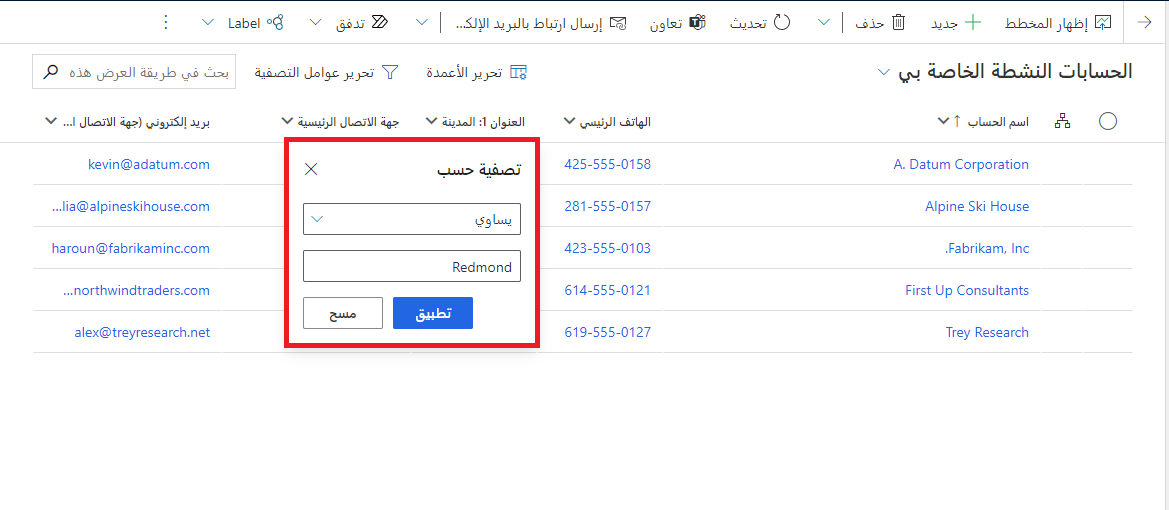 إظهار المخطط
جديد
حذف
تحديث
تعاون
إرسال ارتباط بالبريد الإلك...
تدفق
Label
الحسابات النشطة الخاصة بي
تحرير الأعمدة
تحرير عوامل التصفية
بحث في طريقة العرض هذه
اسم الحساب
الهاتف الرئيسي
العنوان 1: المدينة
جهة الاتصال الرئيسية
بريد إلكتروني (جهة الاتصال ا...
A. Datum Corporation
425-555-0158
kevin@adatum.com
Alpine Ski House
281-555-0157
...lia@alpineskihouse.com
.Fabrikam, Inc
423-555-0103
haroun@fabrikaminc.com
First Up Consultants
614-555-0121
...northwindtraders.com
Trey Research
619-555-0127
alex@treyresearch.net
تصفية حسب
يساوي
Redmond
تطبيق
مسح